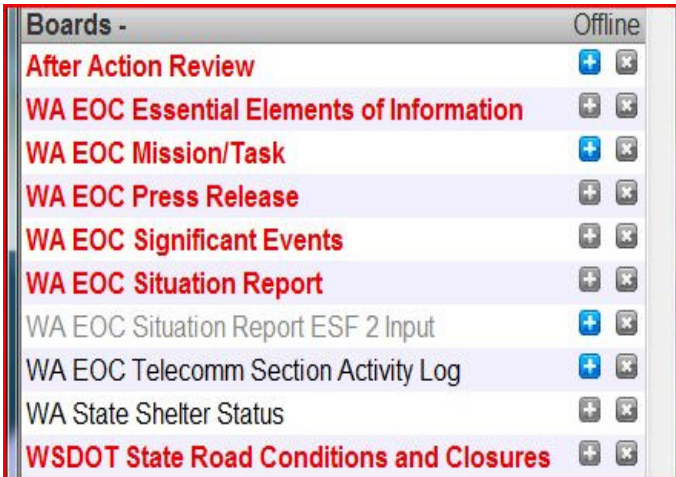 Boards - Offline
After Action Review
WA EOC Essential Elements of Information
WA EOC Mission/Task
WA EOC Press Release
WA EOC Significant Events
WA EOC Situation Report
WA EOC Situation Report ESF 2 Input
WA EOC Telecomm Section Activity Log
WA State Shelter Status
WSDOT State Road Conditions and Closures